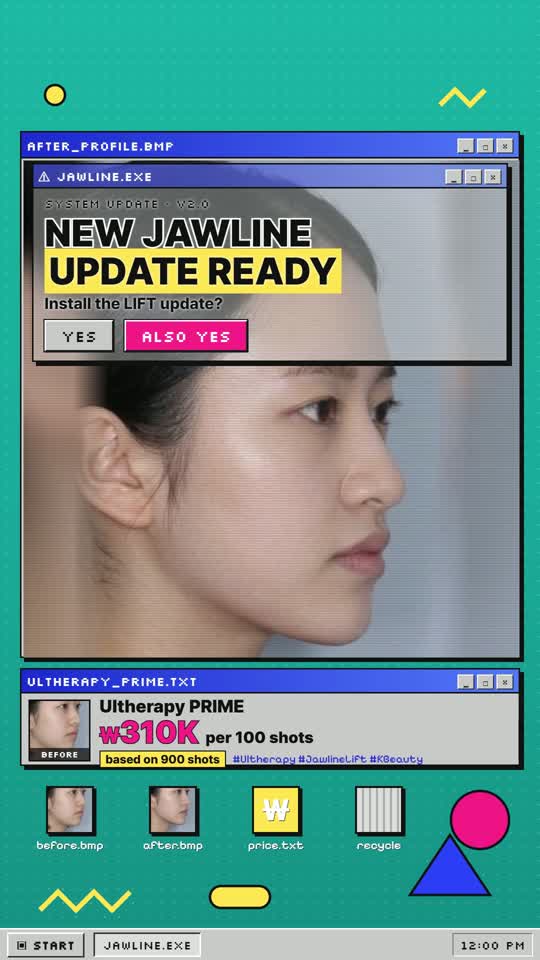 AFTER_PROFILE.BMP
JAWLINE.EXE
SYSTEM UPDATE · V2.0
NEW JAWLINE
UPDATE READY
Install the LIFT update?
YES
ALSO YES
ULTHERAPY_PRIME.TXT
Ultherapy PRIME
₩310K per 100 shots
BEFORE
based on 900 shots #Ultherapy #JawlineLift #KBeauty
₩
before.bmp after.bmp price.txt recycle
START JAWLINE.EXE 12:00 PM